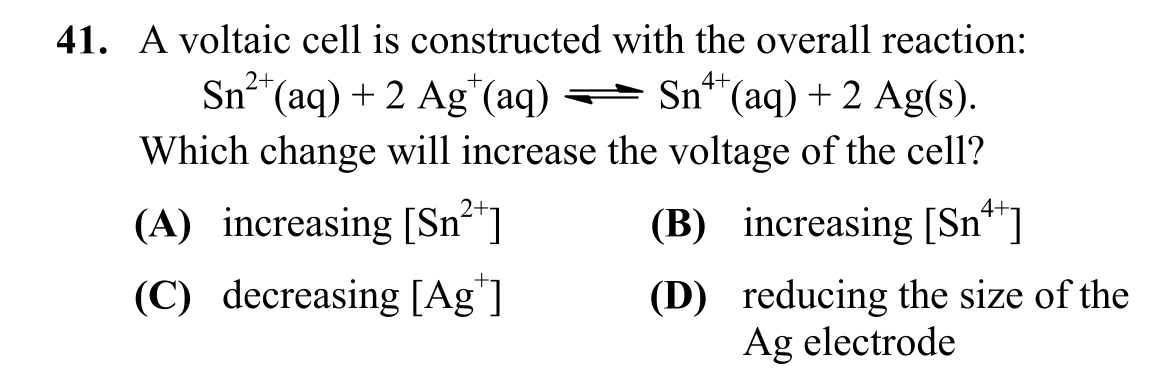 41. A voltaic cell is constructed with the overall reaction:
Sn²⁺(aq) + 2 Ag⁺(aq) ⇌ Sn⁴⁺(aq) + 2 Ag(s).
Which change will increase the voltage of the cell?
(A) increasing [Sn²⁺] (B) increasing [Sn⁴⁺]
(C) decreasing [Ag⁺] (D) reducing the size of the
Ag electrode